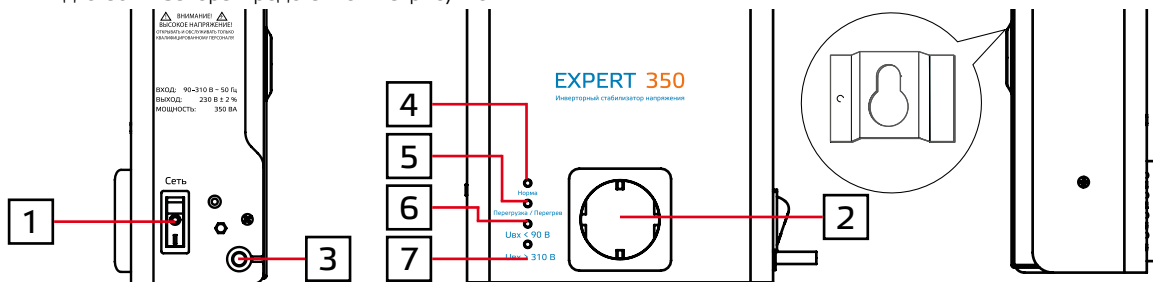 ВНИМАНИЕ!
ВЫСОКОЕ НАПРЯЖЕНИЕ!
ОТКРЫВАТЬ И ОБСЛУЖИВАТЬ ТОЛЬКО
КВАЛИФИЦИРОВАННОМУ ПЕРСОНАЛУ!
ВХОД: 90–310 В ~ 50 Гц
ВЫХОД: 230 В ± 2 %
МОЩНОСТЬ: 350 ВА
Сеть
1
3
EXPERT 350
Инверторный стабилизатор напряжения
4
5
6
7
Норма
Перегрузка / Перегрев
Uвх < 90 В
Uвх > 310 В
2